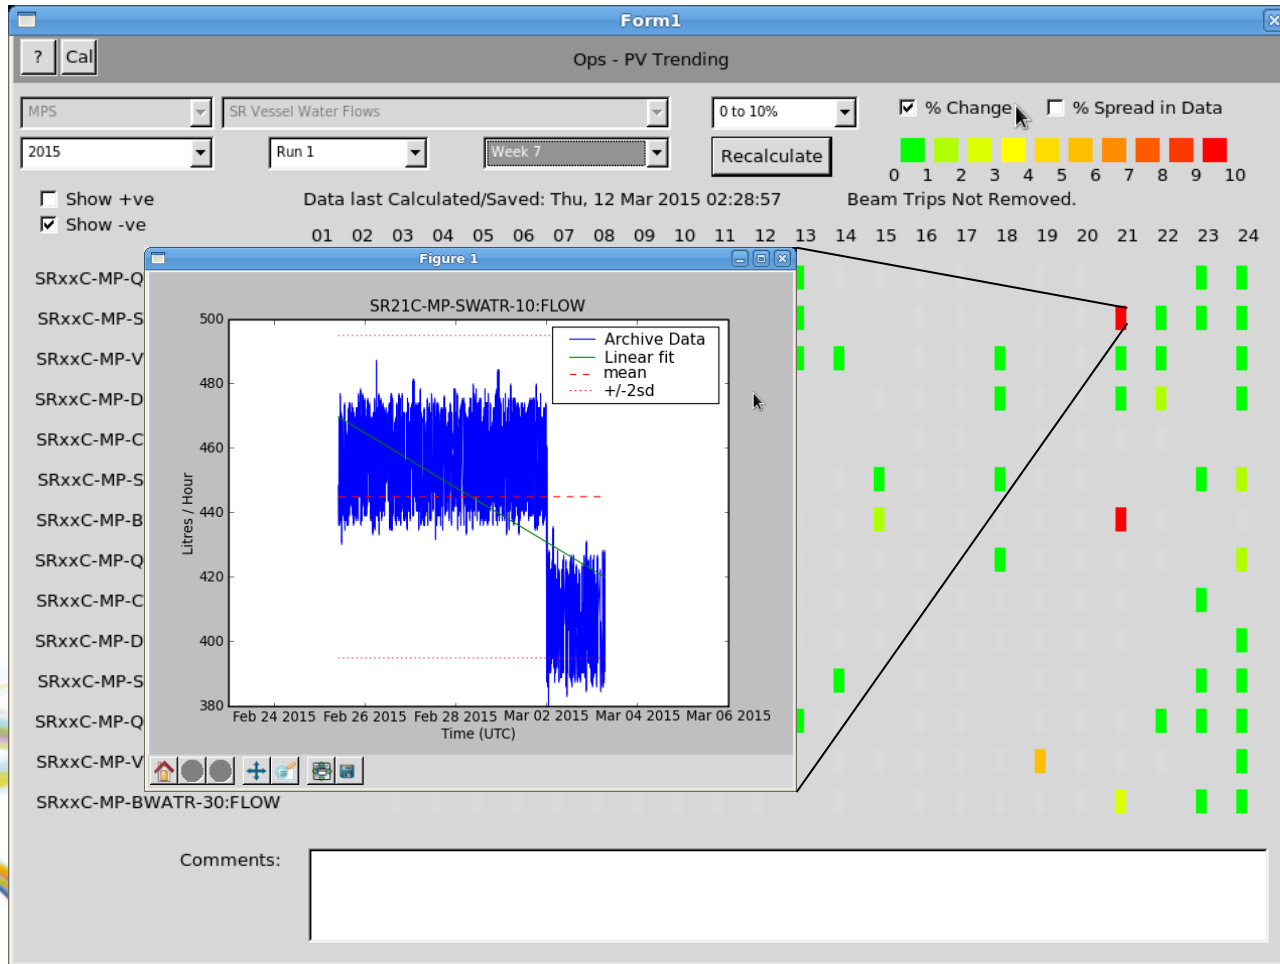 Form1
? Cal Ops - PV Trending
MPS SR Vessel Water Flows 0 to 10% % Change % Spread in Data
2015 Run 1 Week 7 Recalculate
0 1 2 3 4 5 6 7 8 9 10
Show +ve Data last Calculated/Saved: Thu, 12 Mar 2015 02:28:57 Beam Trips Not Removed.
Show -ve
01 02 03 04 05 06 07 08 09 10 11 12 13 14 15 16 17 18 19 20 21 22 23 24
Figure 1
SR21C-MP-SWATR-10:FLOW
Archive Data
Linear fit
mean
+/-2sd
500
480
460
440
420
400
380
Litres / Hour
Feb 24 2015 Feb 26 2015 Feb 28 2015 Mar 02 2015 Mar 04 2015 Mar 06 2015
Time (UTC)
SRxxC-MP-Q
SRxxC-MP-S
SRxxC-MP-V
SRxxC-MP-D
SRxxC-MP-C
SRxxC-MP-S
SRxxC-MP-B
SRxxC-MP-Q
SRxxC-MP-C
SRxxC-MP-D
SRxxC-MP-S
SRxxC-MP-Q
SRxxC-MP-V
SRxxC-MP-BWATR-30:FLOW
Comments: